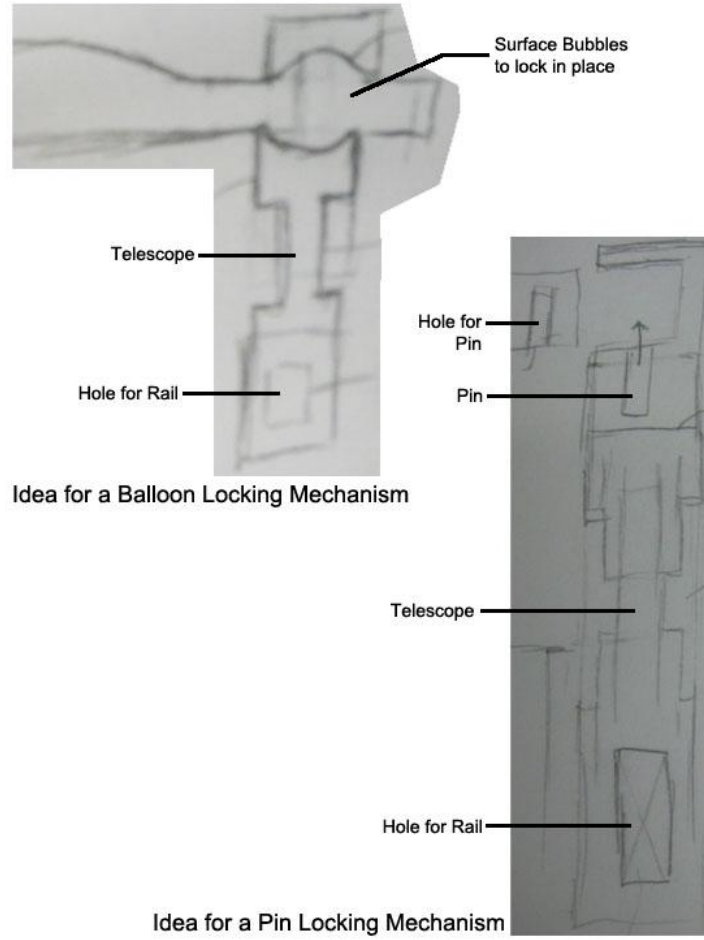 Surface Bubbles
to lock in place
Telescope
Hole for Rail
Idea for a Balloon Locking Mechanism
Hole for
Pin
Pin
Telescope
Hole for Rail
Idea for a Pin Locking Mechanism